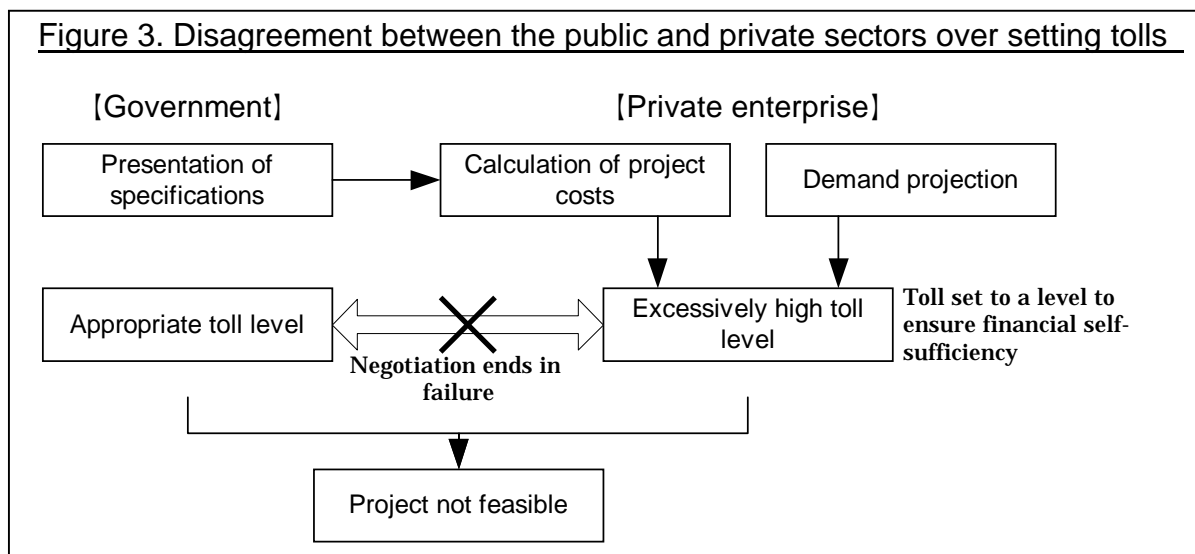 Figure 3. Disagreement between the public and private sectors over setting tolls
【Government】
【Private enterprise】
Presentation of
specifications
Calculation of project
costs
Demand projection
Appropriate toll level
Negotiation ends in
failure
Excessively high toll
level
Toll set to a level to
ensure financial self-
sufficiency
Project not feasible